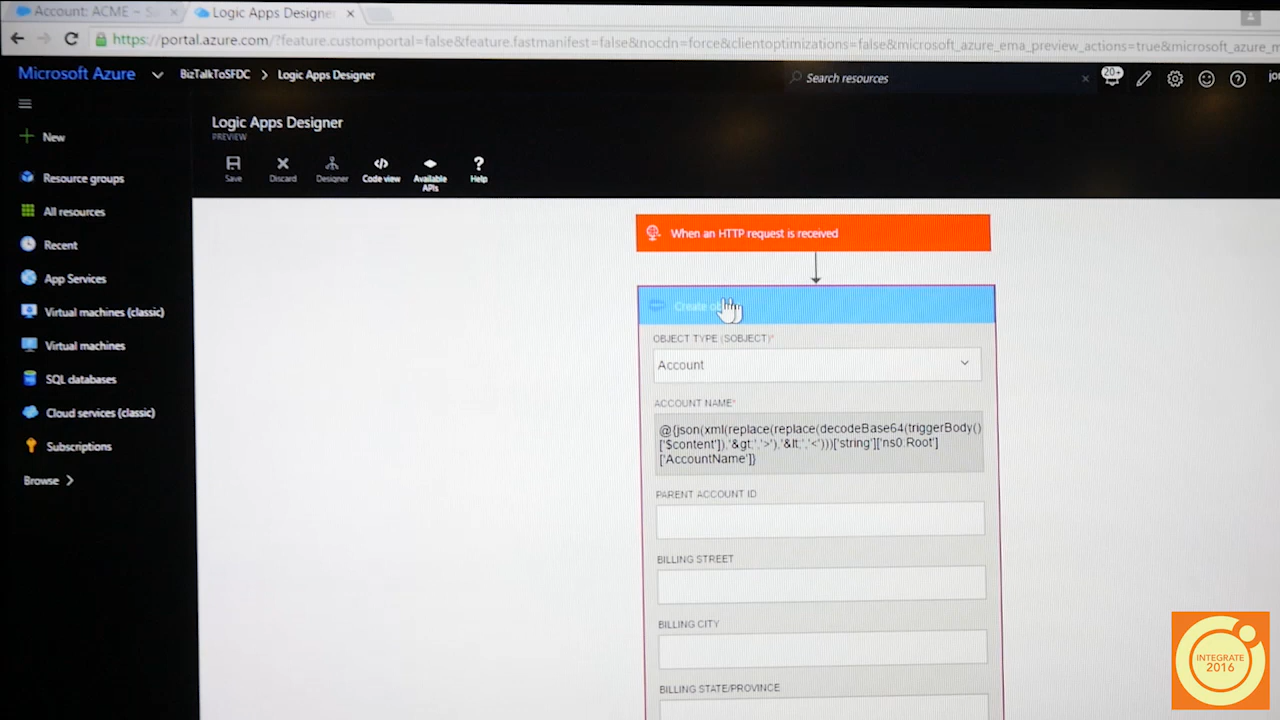 Account: ACME ~
Logic Apps Designer
https://portal.azure.com/?feature.customportal=false&feature.fastmanifest=false&nocdn=force&clientoptimizations=false&microsoft_azure_ema_preview_actions=true&microsoft_azure_
Microsoft Azure
BizTalkToSFDC > Logic Apps Designer
Search resources
20+
Logic Apps Designer
PREVIEW
Save
Discard
Designer
Code view
Available APIs
Help
New
Resource groups
All resources
Recent
App Services
Virtual machines (classic)
Virtual machines
SQL databases
Cloud services (classic)
Subscriptions
Browse >
When an HTTP request is received
Create
OBJECT TYPE (SOBJECT)*
Account
ACCOUNT NAME*
@{json(xml(replace(replace(decodeBase64(triggerBody()
['$content']),'&gt;','>'),'&lt;','<')))['string']['ns0:Root']
['AccountName']}
PARENT ACCOUNT ID
BILLING STREET
BILLING CITY
BILLING STATE/PROVINCE
INTEGRATE
2016